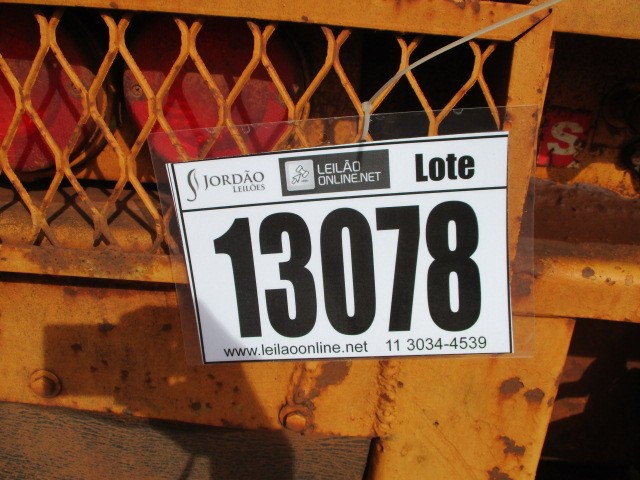 JORDÃO
LEILÕES
LEILÃO
ONLINE.NET
Lote
13078
www.leilaoonline.net 11 3034-4539
S